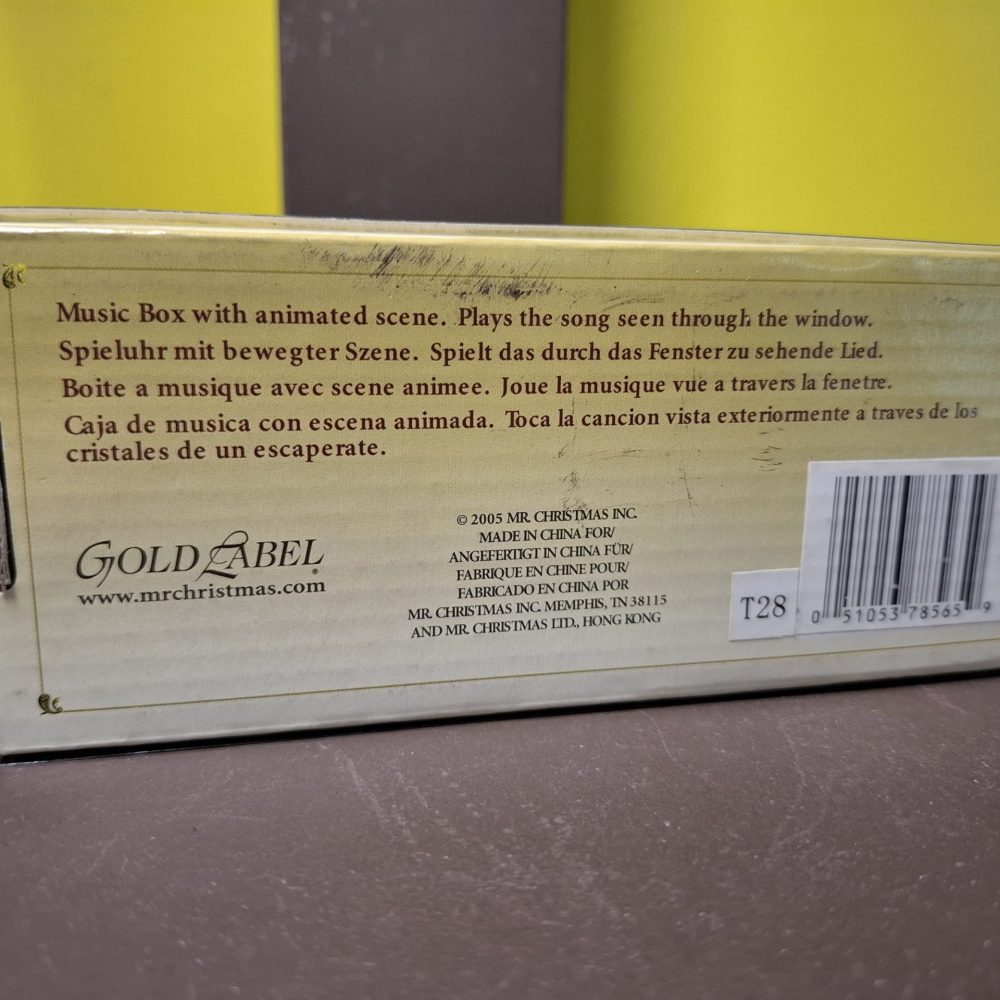 Music Box with animated scene. Plays the song seen through the window.
Spieluhr mit bewegter Szene. Spielt das durch das Fenster zu sehende Lied.
Boite a musique avec scene animee. Joue la musique vue a travers la fenetre.
Caja de musica con escena animada. Toca la cancion vista exteriormente a traves de los
cristales de un escaperate.
GOLD LABEL®
www.mrchristmas.com
© 2005 MR. CHRISTMAS INC.
MADE IN CHINA FOR/
ANGEFERTIGT IN CHINA FÜR/
FABRIQUE EN CHINE POUR/
FABRICADO EN CHINA POR
MR. CHRISTMAS INC. MEMPHIS, TN 38115
AND MR. CHRISTMAS LTD., HONG KONG
T28
0 51053 78565 9